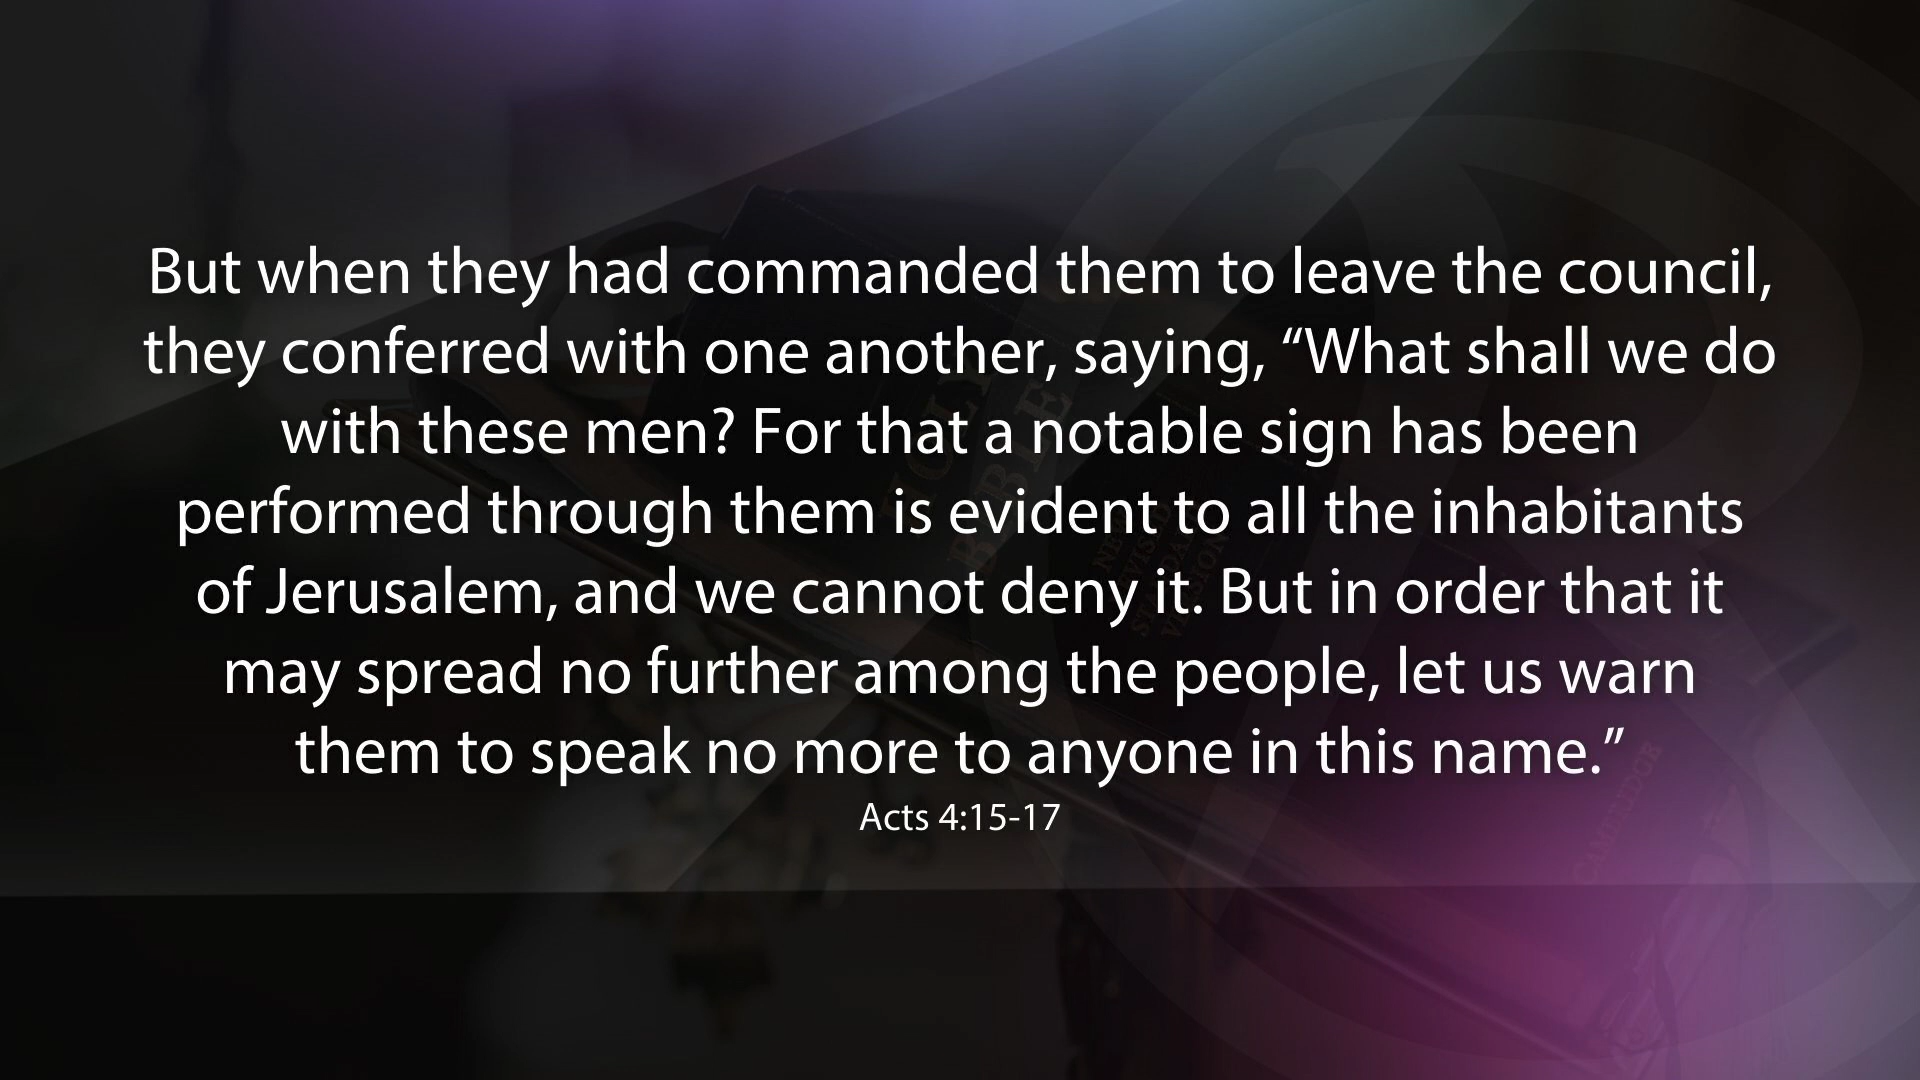 But when they had commanded them to leave the council,
they conferred with one another, saying, “What shall we do
with these men? For that a notable sign has been
performed through them is evident to all the inhabitants
of Jerusalem, and we cannot deny it. But in order that it
may spread no further among the people, let us warn
them to speak no more to anyone in this name.”
Acts 4:15-17
HOLY
BIBLE